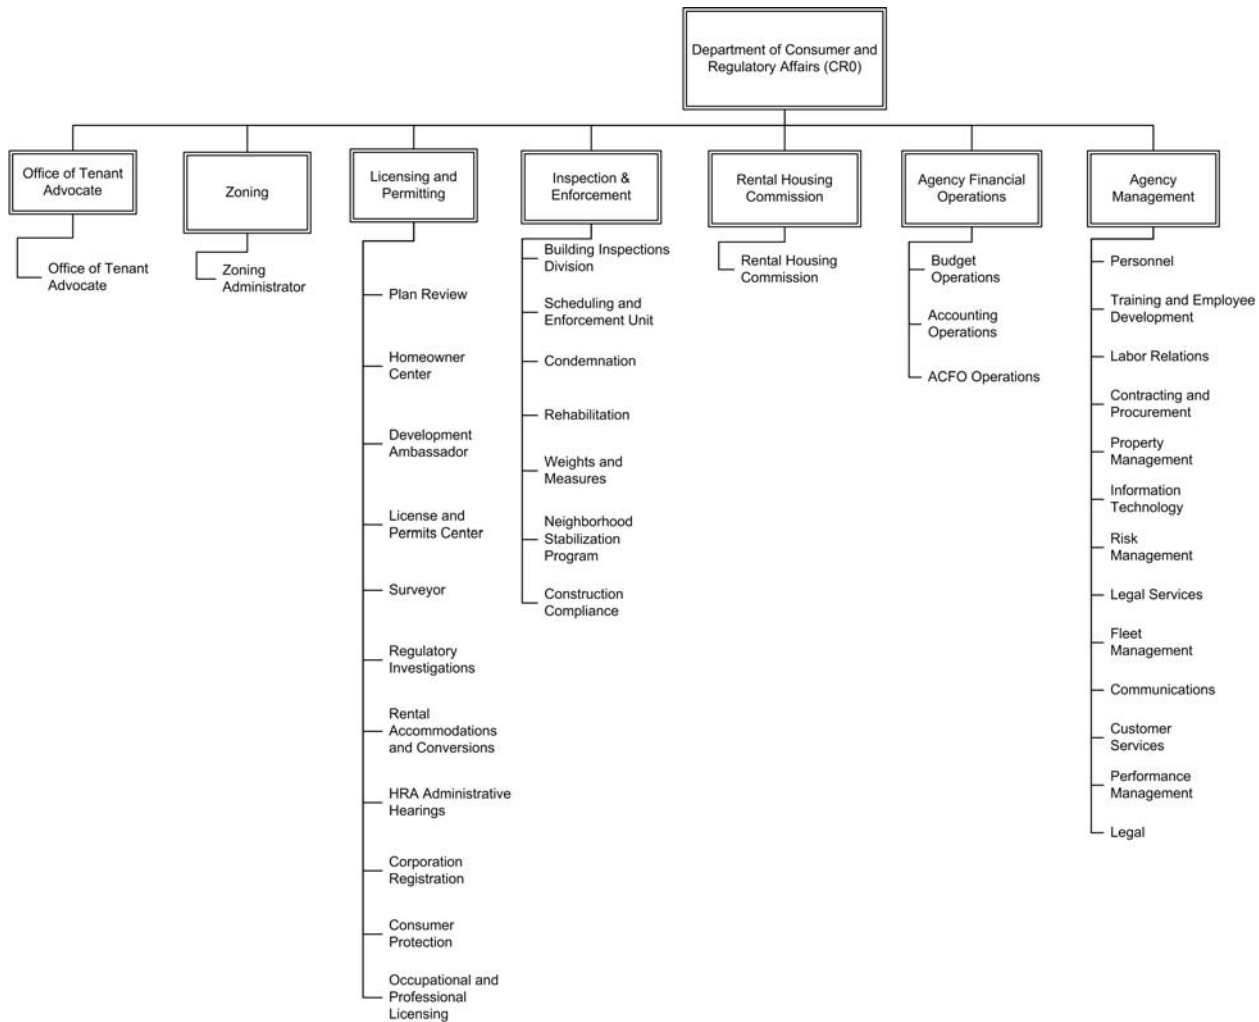 Department of Consumer and
Regulatory Affairs (CR0)
Office of Tenant
Advocate
Office of Tenant
Advocate
Zoning
Zoning
Administrator
Licensing and
Permitting
Plan Review
Homeowner
Center
Development
Ambassador
License and
Permits Center
Surveyor
Regulatory
Investigations
Rental
Accommodations
and Conversions
HRA Administrative
Hearings
Corporation
Registration
Consumer
Protection
Occupational and
Professional
Licensing
Inspection &
Enforcement
Building Inspections
Division
Scheduling and
Enforcement Unit
Condemnation
Rehabilitation
Weights and
Measures
Neighborhood
Stabilization
Program
Construction
Compliance
Rental Housing
Commission
Rental Housing
Commission
Agency Financial
Operations
Budget
Operations
Accounting
Operations
ACFO Operations
Agency
Management
Personnel
Training and Employee
Development
Labor Relations
Contracting and
Procurement
Property
Management
Information
Technology
Risk
Management
Legal Services
Fleet
Management
Communications
Customer
Services
Performance
Management
Legal